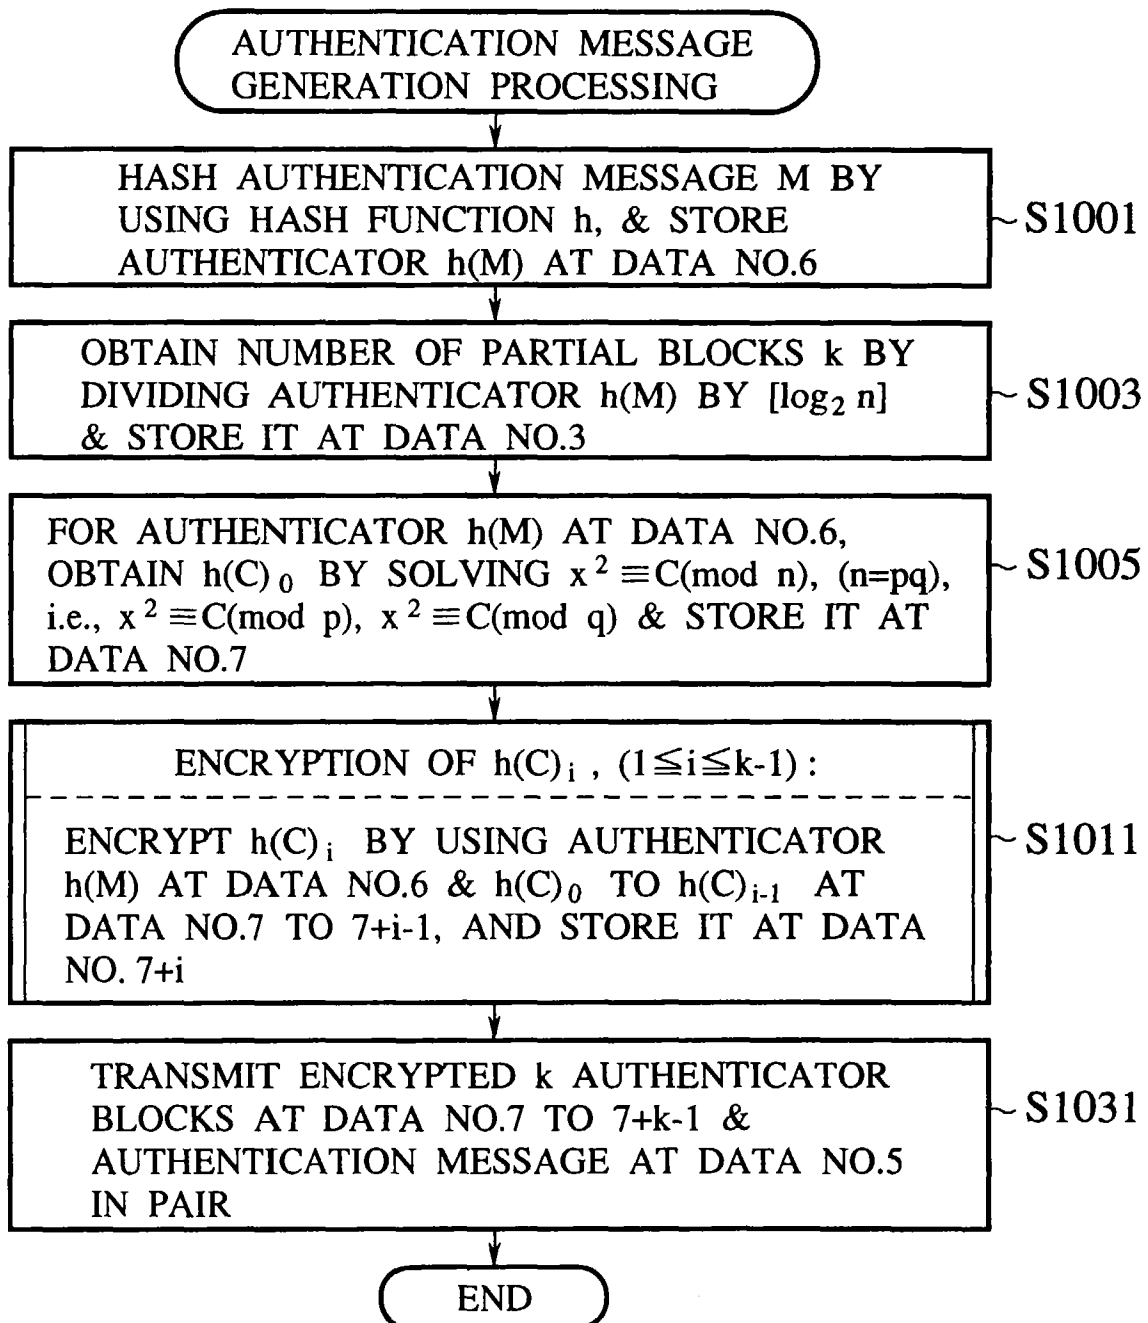 AUTHENTICATION MESSAGE
GENERATION PROCESSING
HASH AUTHENTICATION MESSAGE M BY
USING HASH FUNCTION h, & STORE
AUTHENTICATOR h(M) AT DATA NO.6
~ S1001
OBTAIN NUMBER OF PARTIAL BLOCKS k BY
DIVIDING AUTHENTICATOR h(M) BY [log₂ n]
& STORE IT AT DATA NO.3
~ S1003
FOR AUTHENTICATOR h(M) AT DATA NO.6,
OBTAIN h(C)₀ BY SOLVING x² ≡C(mod n), (n=pq),
i.e., x² ≡C(mod p), x² ≡C(mod q) & STORE IT AT
DATA NO.7
~ S1005
ENCRYPTION OF h(C)ᵢ , (1≦i≦k-1) :
ENCRYPT h(C)ᵢ BY USING AUTHENTICATOR
h(M) AT DATA NO.6 & h(C)₀ TO h(C)ᵢ₋₁ AT
DATA NO.7 TO 7+i-1, AND STORE IT AT DATA
NO. 7+i
~ S1011
TRANSMIT ENCRYPTED k AUTHENTICATOR
BLOCKS AT DATA NO.7 TO 7+k-1 &
AUTHENTICATION MESSAGE AT DATA NO.5
IN PAIR
~ S1031
END